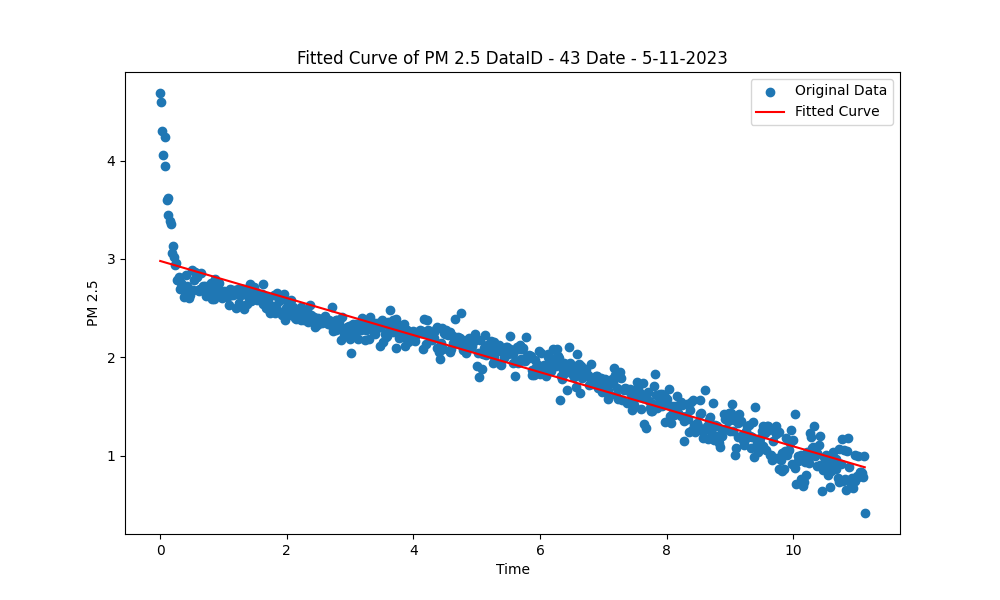 Fitted Curve of PM 2.5 DataID - 43 Date - 5-11-2023
Original Data
Fitted Curve
PM 2.5
4
3
2
1
0 2 4 6 8 10
Time